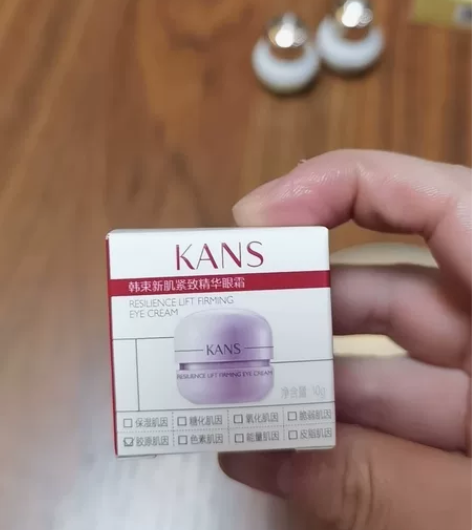 KANS
韩束新肌紧致精华眼霜
RESILIENCE LIFT FIRMING
EYE CREAM
KANS
RESILIENCE LIFT FIRMING EYE CREAM
净含量 10g
☐保湿肌因 ☐糖化肌因 ☐氧化肌因 ☐脆弱肌因
☑胶源肌因 ☐色素肌因 ☐能量肌因 ☐皮脂肌因